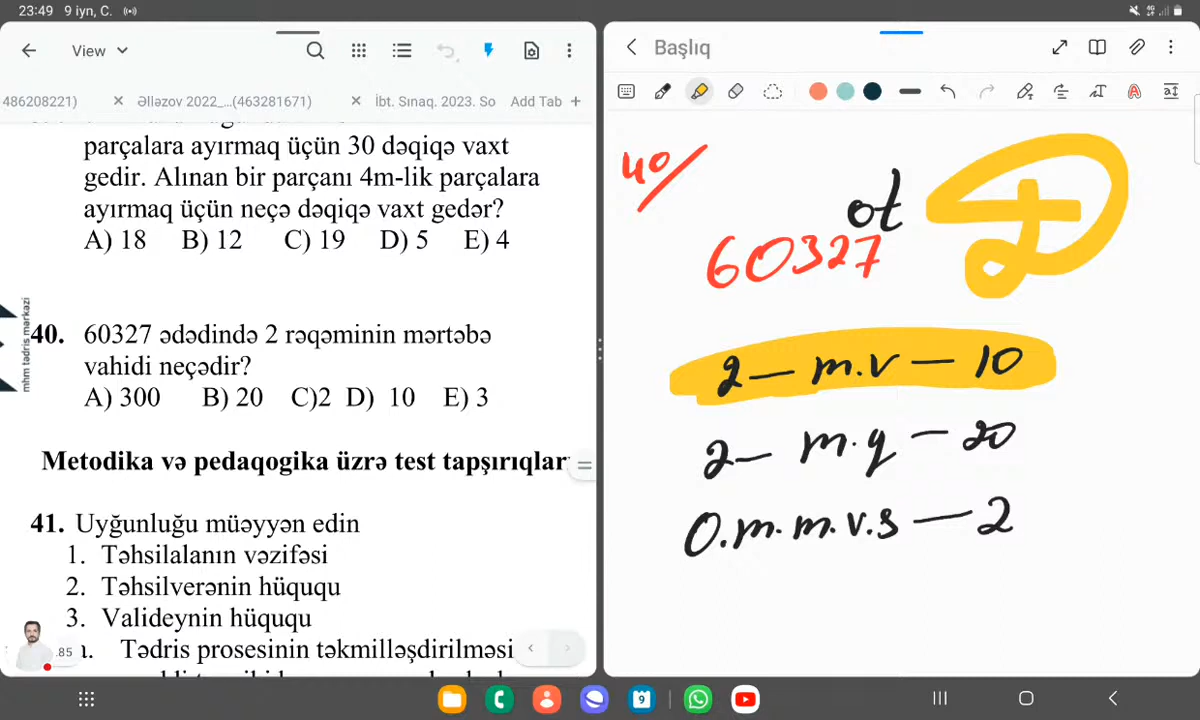 23:49 9 iyn, C.
View
486208221) × Əlləzov 2022_...(463281671) × İbt. Sınaq. 2023. So Add Tab +
parçalara ayırmaq üçün 30 dəqiqə vaxt
gedir. Alınan bir parçanı 4m-lik parçalara
ayırmaq üçün neçə dəqiqə vaxt gedər?
A) 18 B) 12 C) 19 D) 5 E) 4
mhm tədris mərkəzi
40. 60327 ədədində 2 rəqəminin mərtəbə
vahidi neçədir?
A) 300 B) 20 C)2 D) 10 E) 3
Metodika və pedaqogika üzrə test tapşırıqlar
41. Uyğunluğu müəyyən edin
1. Təhsilalanın vəzifəsi
2. Təhsilverənin hüququ
3. Valideynin hüququ
Tədris prosesinin təkmilləşdirilməsi
.85
Başlıq
40/
ot
D
60327
2 — m.v — 10
2 — m.q — 20
O.m.m.v.s — 2
9